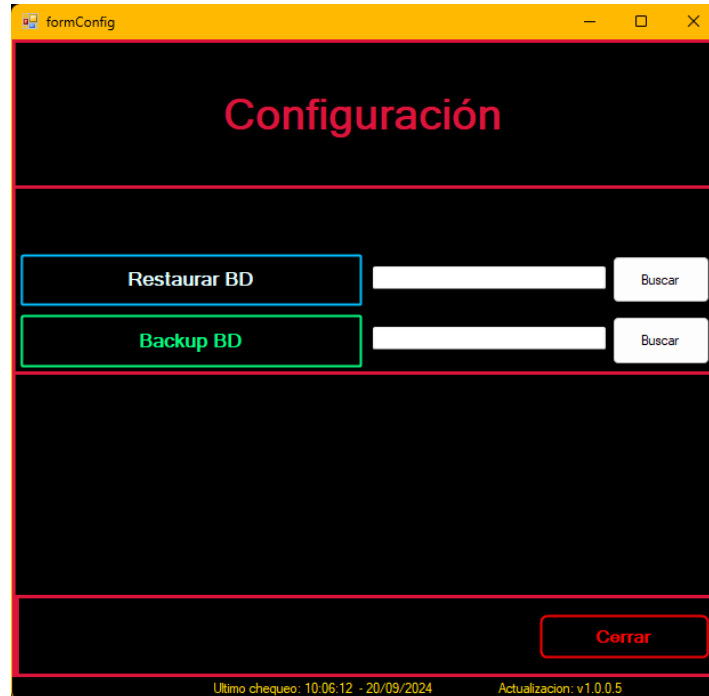 formConfig
Configuración
Restaurar BD Buscar
Backup BD Buscar
Cerrar
Ultimo chequeo: 10:06:12 - 20/09/2024 Actualizacion: v1.0.0.5